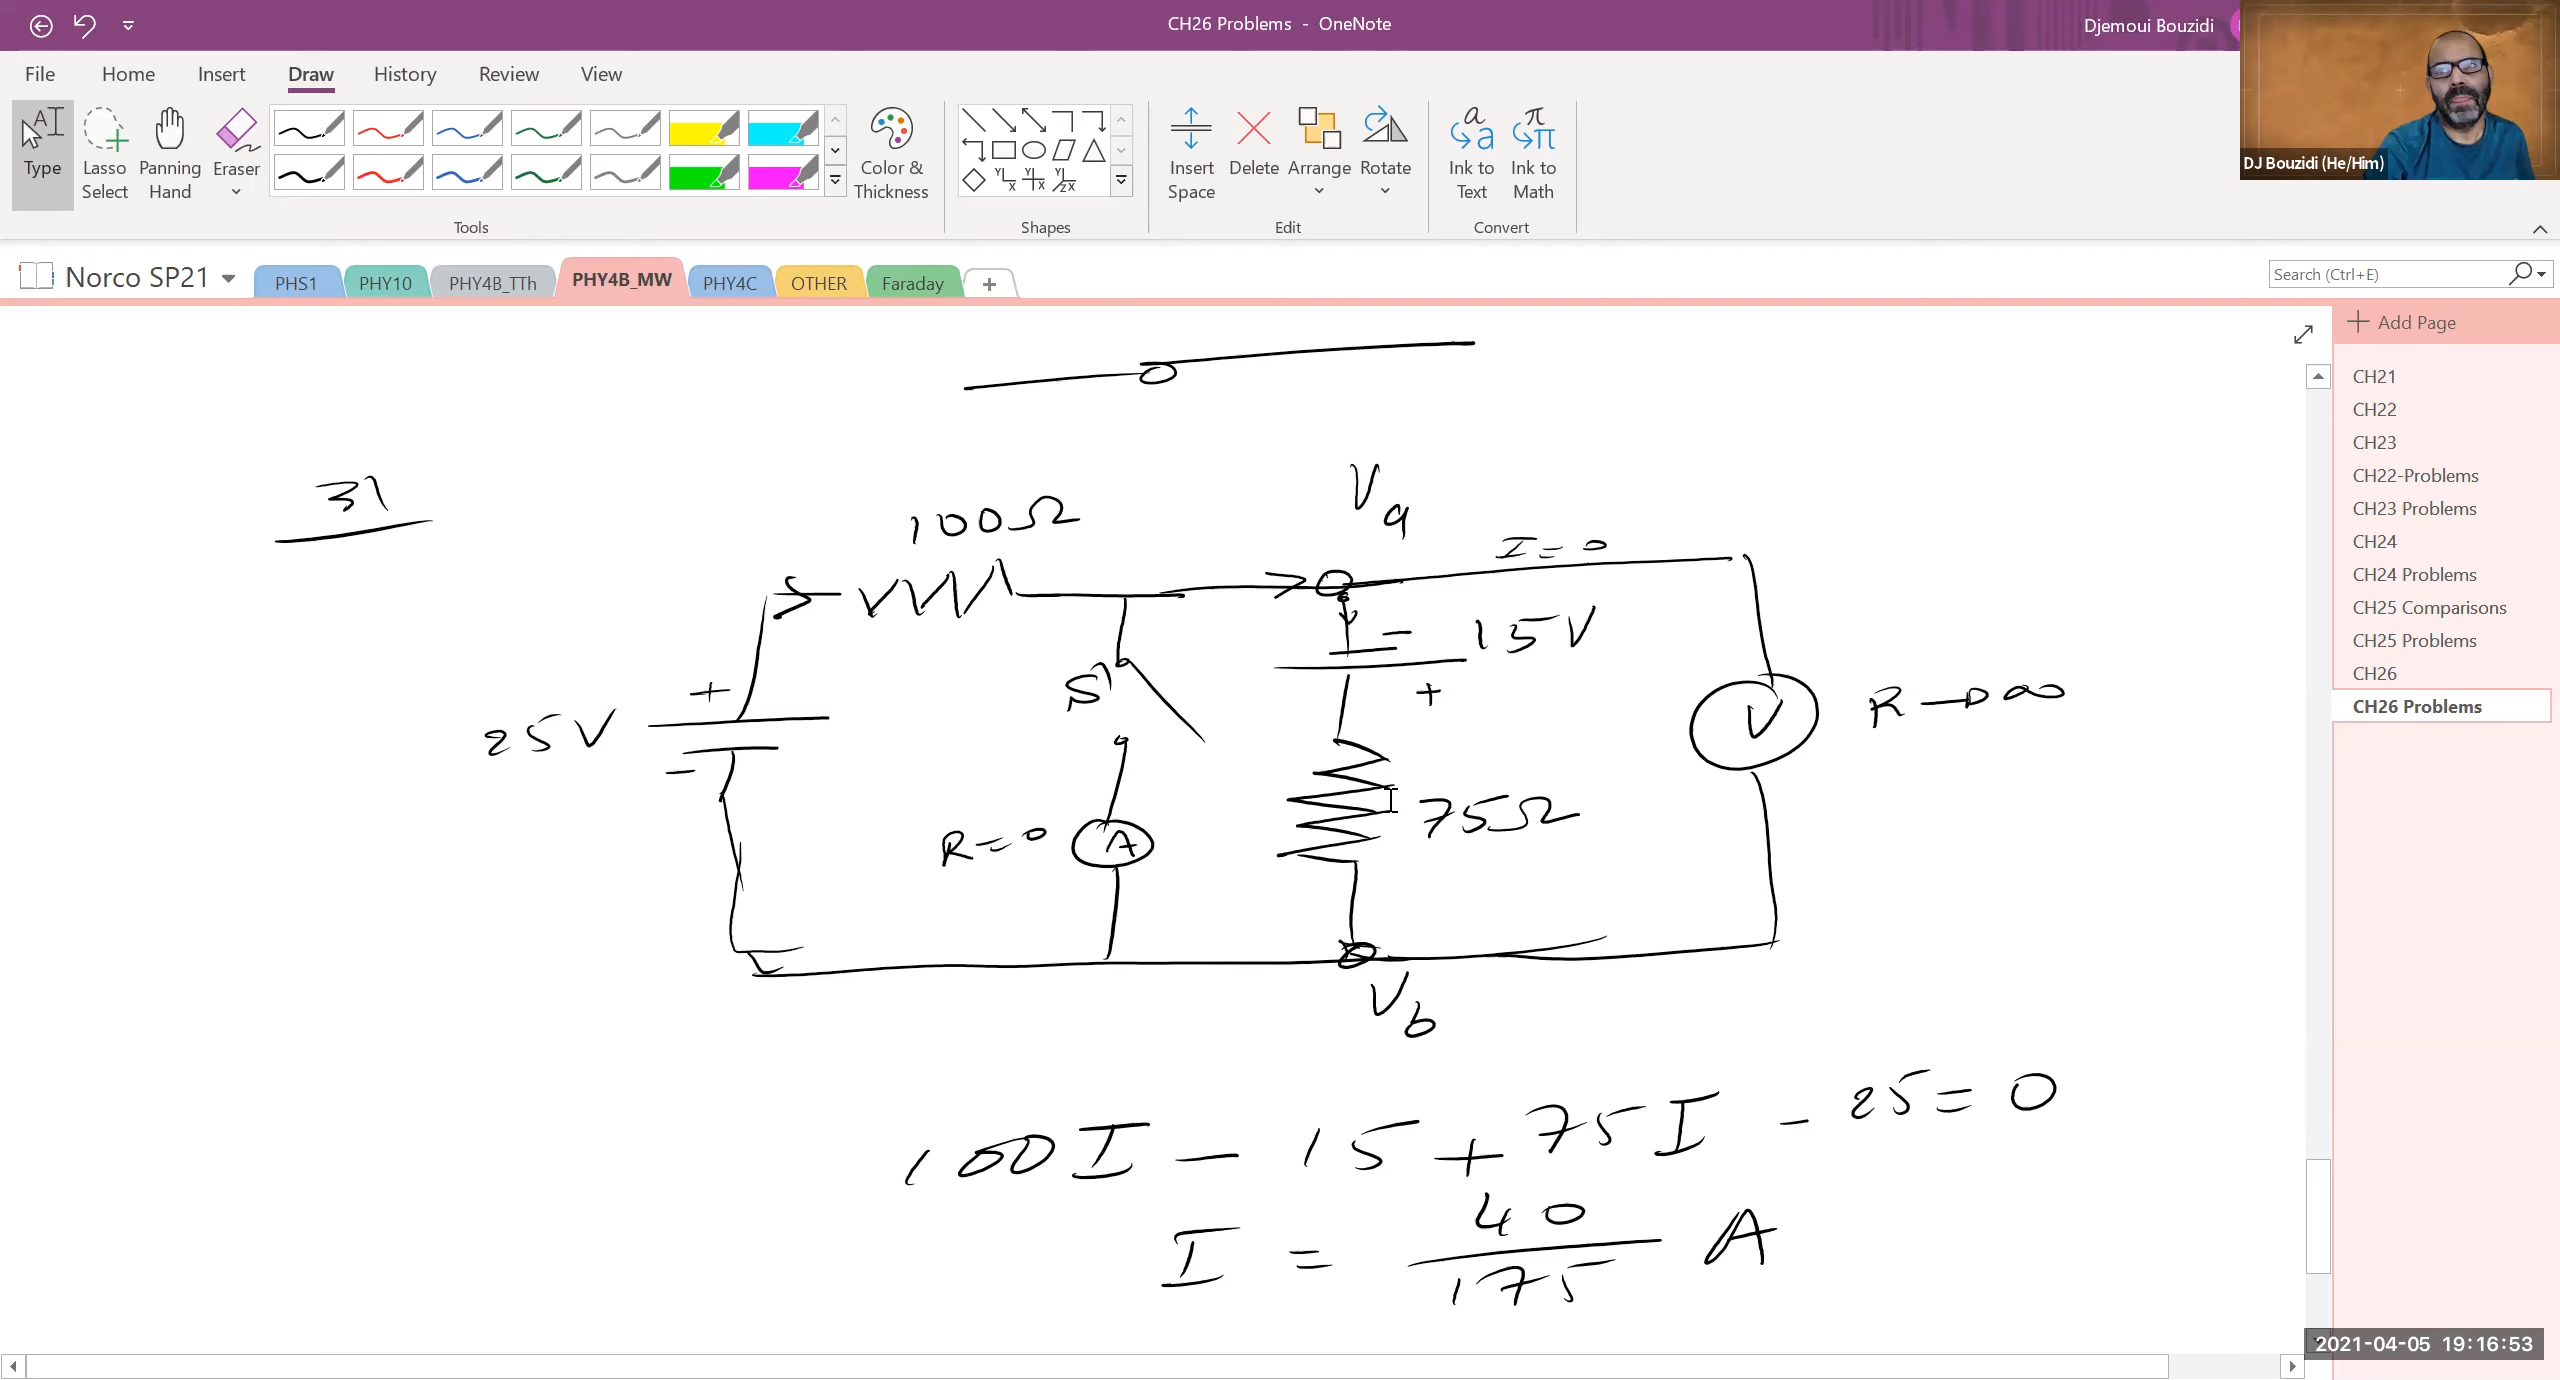 CH26 Problems - OneNote
Djemoui Bouzidi
File Home Insert Draw History Review View
Type
Lasso Select
Panning Hand
Eraser
Color & Thickness
Insert Space
Delete
Arrange
Rotate
Ink to Text
Ink to Math
Tools Shapes Edit Convert
DJ Bouzidi (He/Him)
Norco SP21
PHS1 PHY10 PHY4B_TTh PHY4B_MW PHY4C OTHER Faraday
Search (Ctrl+E)
Add Page
CH21
CH22
CH23
CH22-Problems
CH23 Problems
CH24
CH24 Problems
CH25 Comparisons
CH25 Problems
CH26
CH26 Problems
31
100Ω
Va
I = 0
- 15V
+
S
+
25V
-
R = 0
A
75Ω
V
R → ∞
Vb
100I - 15 + 75I - 25 = 0
I = 40/175 A
2021-04-05 19:16:53